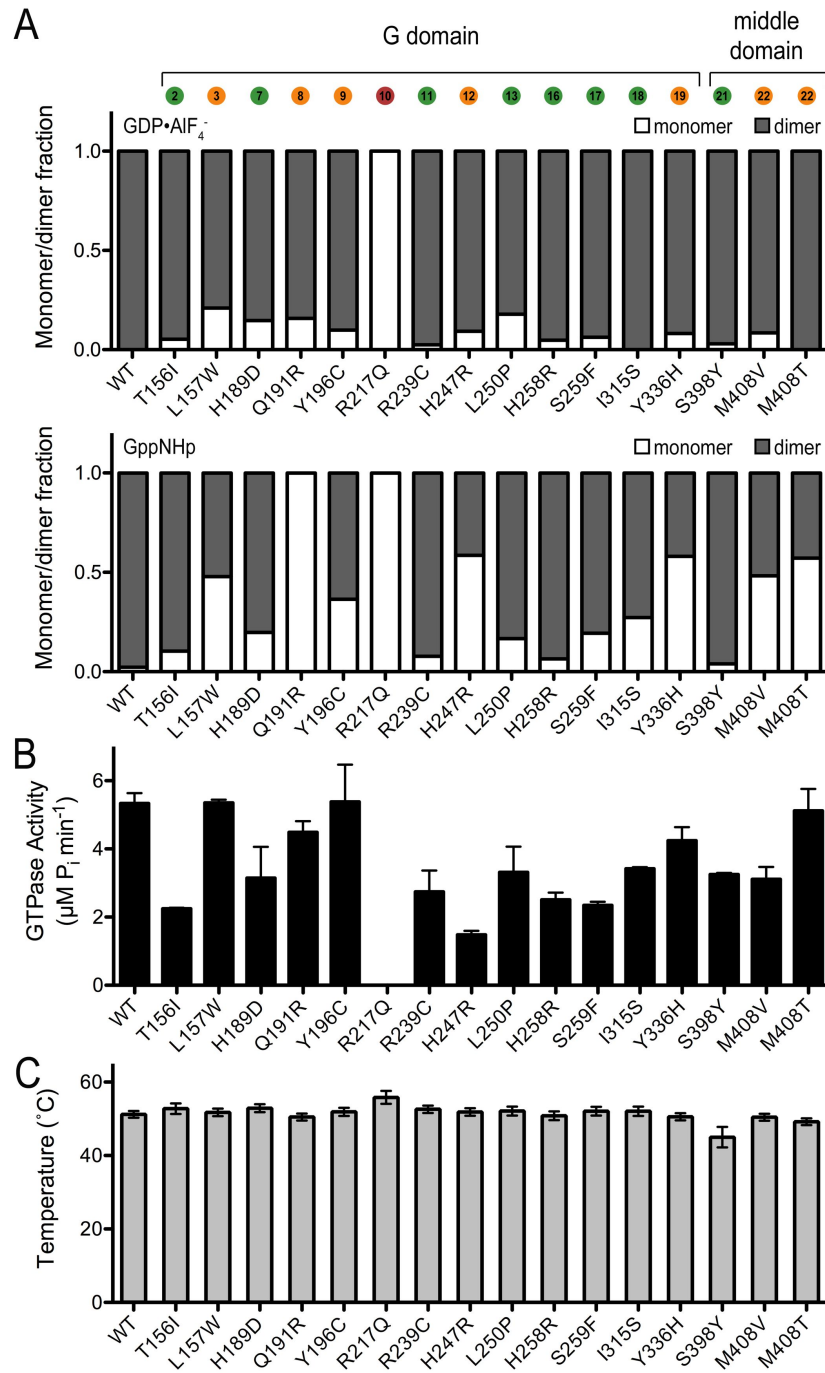 A
G domain
middle
domain
2 3 7 8 9 10 11 12 13 16 17 18 19 21 22 22
GDP•AlF4-
monomer dimer
Monomer/dimer fraction
1.0
0.5
0.0
WT T156I L157W H189D Q191R Y196C R217Q R239C H247R L250P H258R S259F I315S Y336H S398Y M408V M408T
GppNHp
monomer dimer
Monomer/dimer fraction
1.0
0.5
0.0
WT T156I L157W H189D Q191R Y196C R217Q R239C H247R L250P H258R S259F I315S Y336H S398Y M408V M408T
B
GTPase Activity
(µM Pi min-1)
6
4
2
0
WT T156I L157W H189D Q191R Y196C R217Q R239C H247R L250P H258R S259F I315S Y336H S398Y M408V M408T
C
Temperature (˚C)
60
40
20
0
WT T156I L157W H189D Q191R Y196C R217Q R239C H247R L250P H258R S259F I315S Y336H S398Y M408V M408T